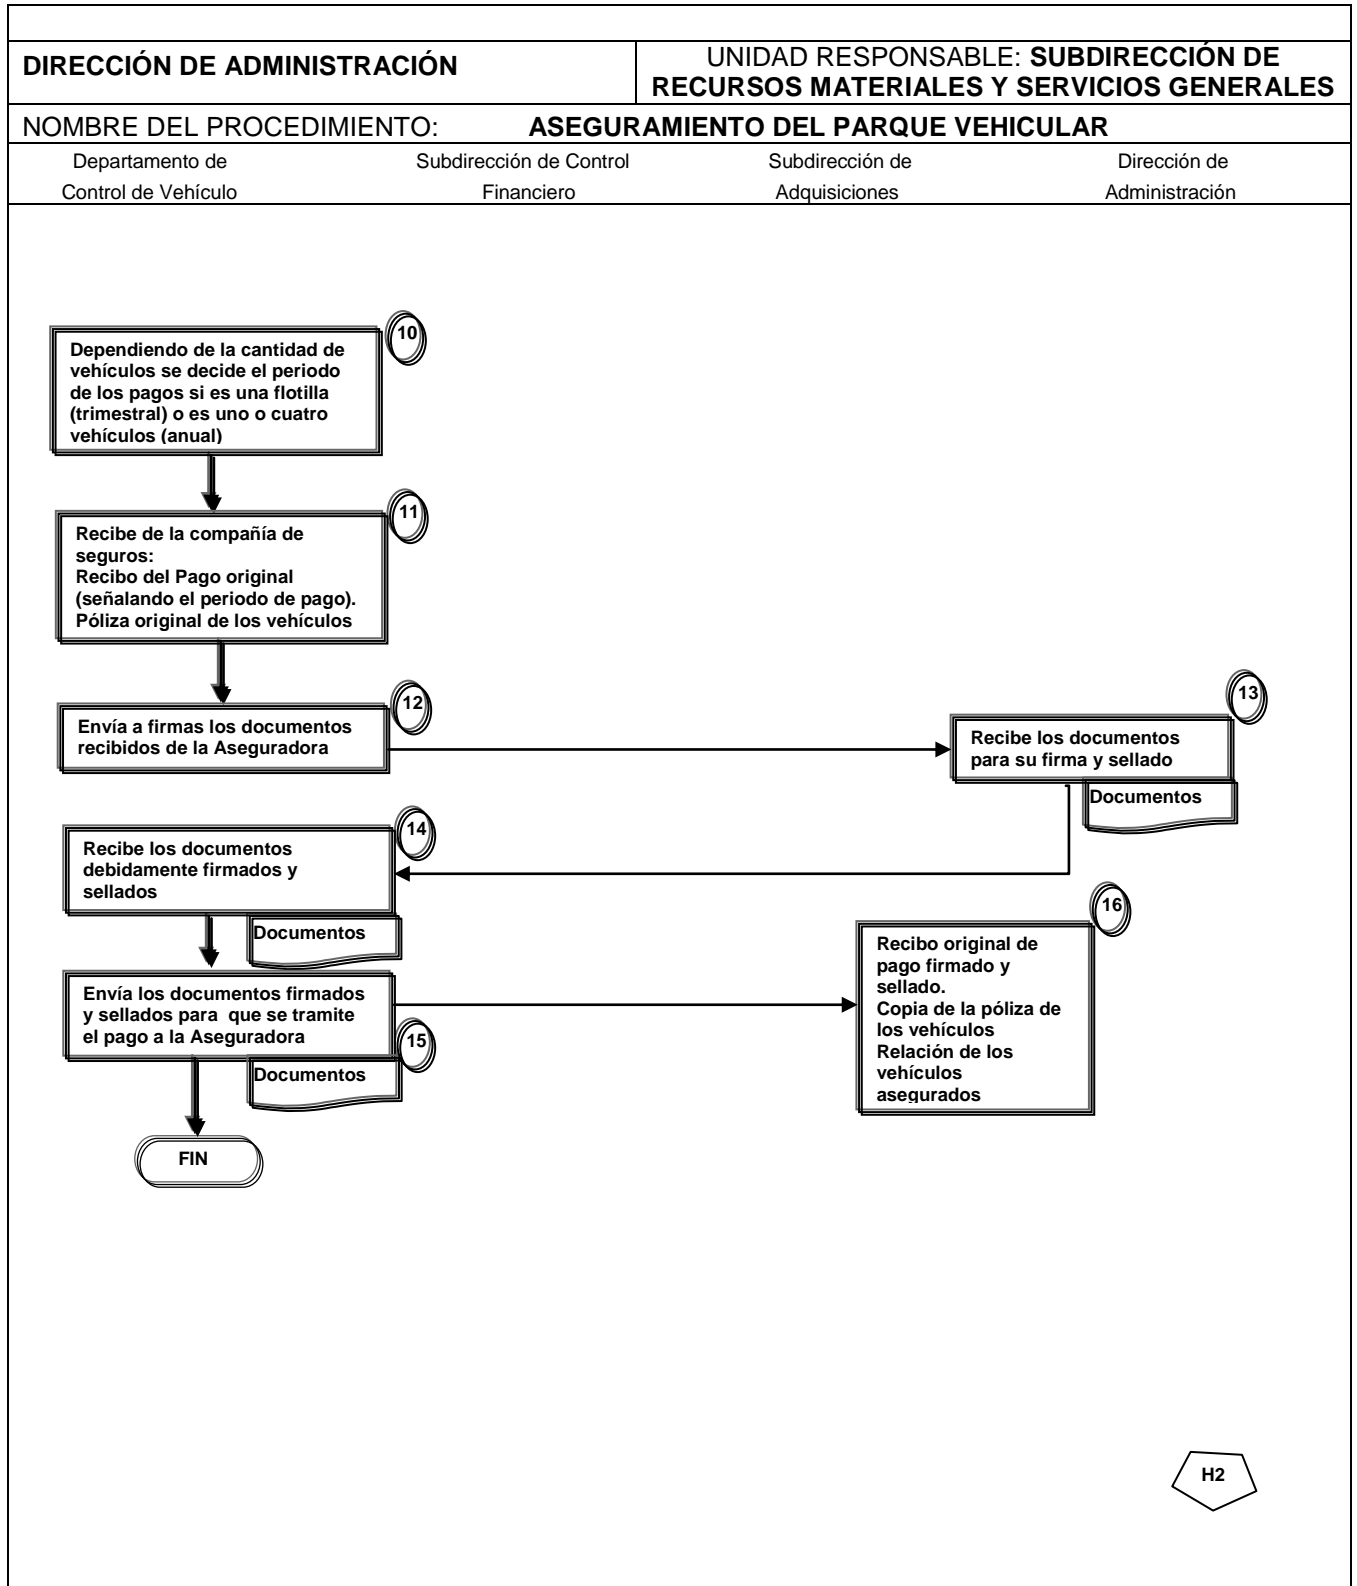 DIRECCIÓN DE ADMINISTRACIÓN
UNIDAD RESPONSABLE: SUBDIRECCIÓN DE
RECURSOS MATERIALES Y SERVICIOS GENERALES
NOMBRE DEL PROCEDIMIENTO: ASEGURAMIENTO DEL PARQUE VEHICULAR
Departamento de
Control de Vehículo
Subdirección de Control
Financiero
Subdirección de
Adquisiciones
Dirección de
Administración
10
Dependiendo de la cantidad de
vehículos se decide el periodo
de los pagos si es una flotilla
(trimestral) o es uno o cuatro
vehículos (anual)
11
Recibe de la compañía de
seguros:
Recibo del Pago original
(señalando el periodo de pago).
Póliza original de los vehículos
12
Envía a firmas los documentos
recibidos de la Aseguradora
13
Recibe los documentos
para su firma y sellado
Documentos
14
Recibe los documentos
debidamente firmados y
sellados
Documentos
Envía los documentos firmados
y sellados para  que se tramite
el pago a la Aseguradora
15
Documentos
16
Recibo original de
pago firmado y
sellado.
Copia de la póliza de
los vehículos
Relación de los
vehículos
asegurados
FIN
H2